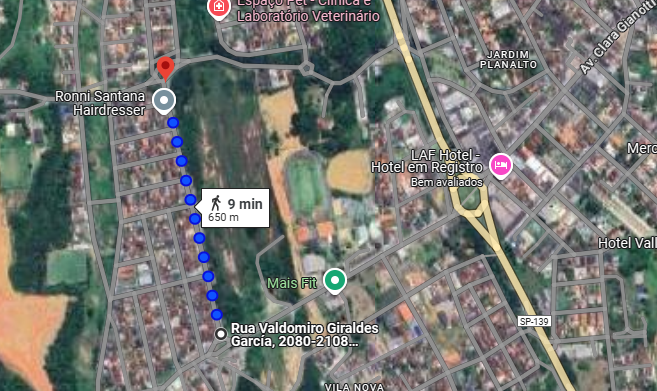 Espaço Pet - Clínica e
Laboratório Veterinário
JARDIM
PLANALTO
Av. Clara Gianotti
Ronni Santana
Hairdresser
LAF Hotel -
Hotel em Registro
Bem avaliados
Merc
9 min
650 m
Hotel Vall
Mais Fit
SP-139
Rua Valdomiro Giraldes
Garcia, 2080-2108...
VILA NOVA